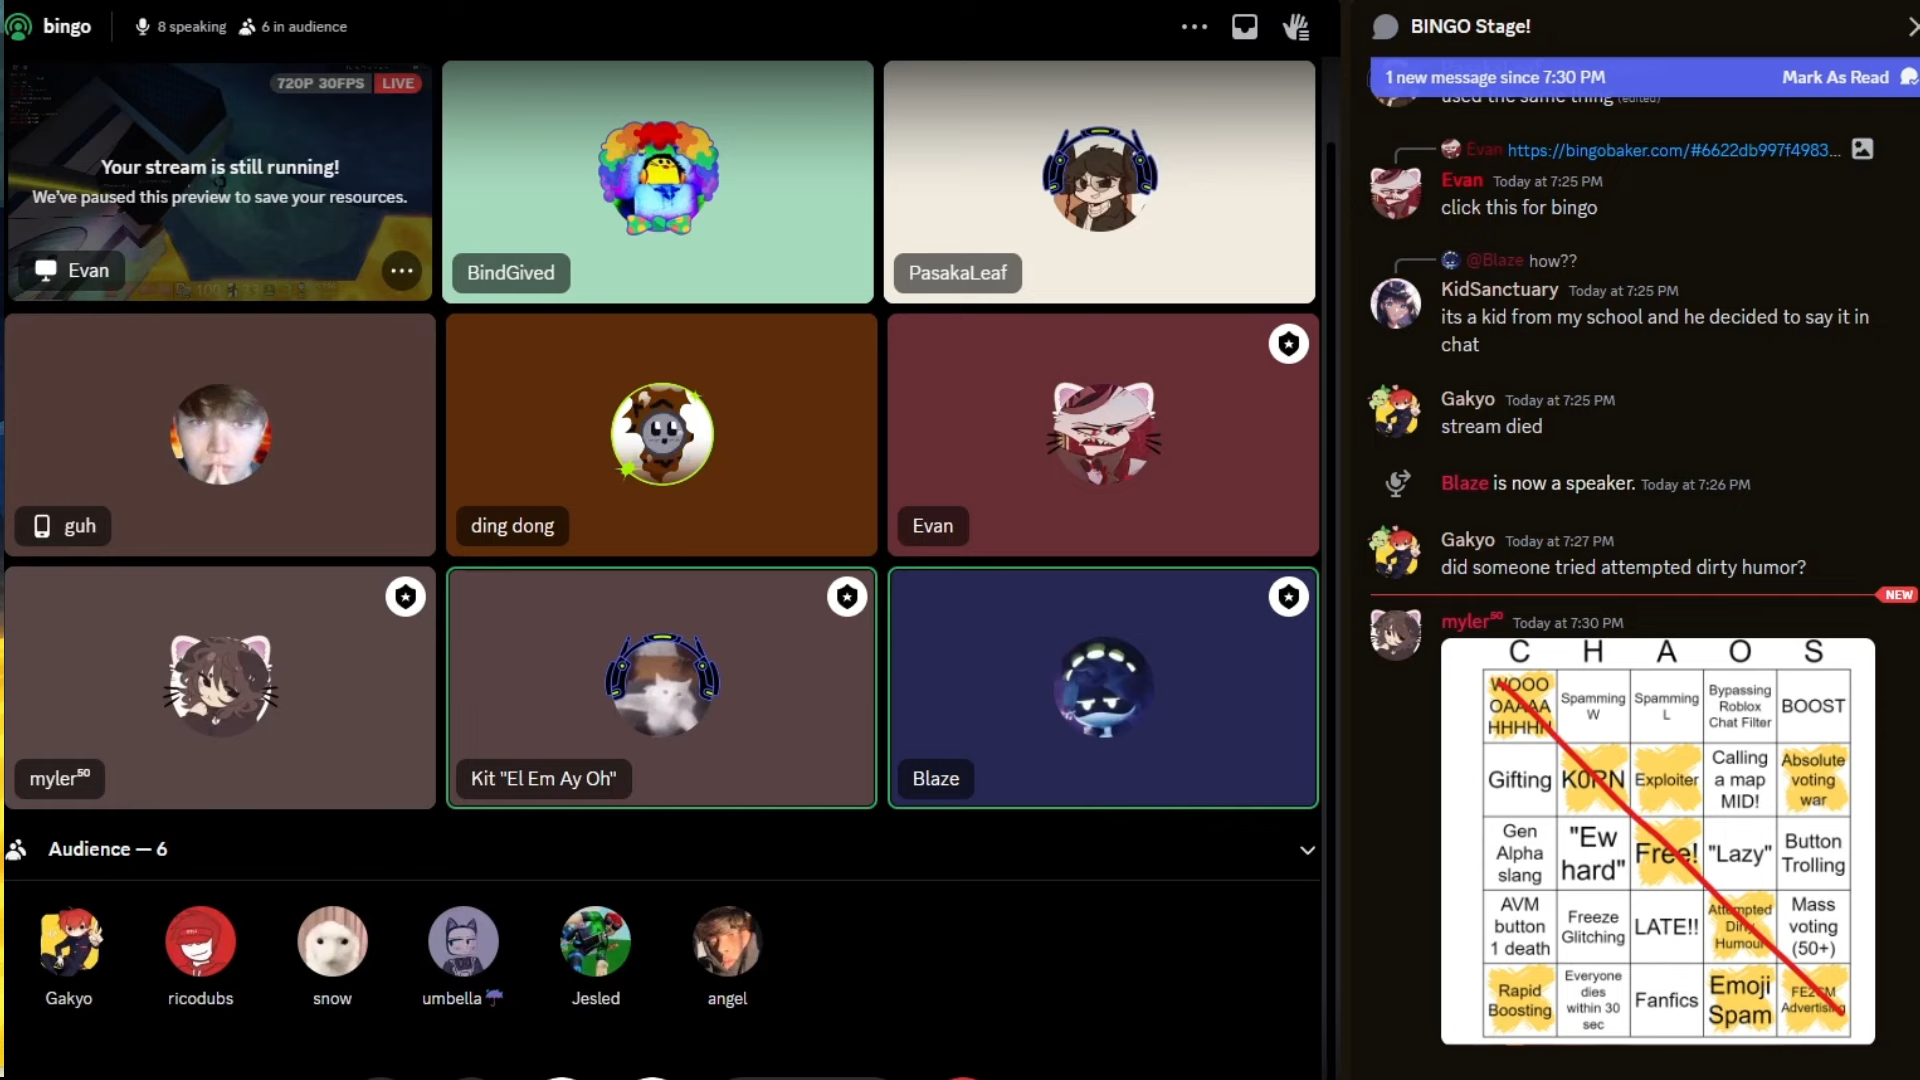 bingo
8 speaking
6 in audience
720P 30FPS
LIVE
Your stream is still running!
We've paused this preview to save your resources.
Evan
BindGived
PasakaLeaf
guh
ding dong
Evan
myler⁵⁰
Kit "El Em Ay Oh"
Blaze
Audience — 6
Gakyo
ricodubs
snow
umbella
Jesled
angel
BINGO Stage!
1 new message since 7:30 PM
Mark As Read
used the same thing (edited)
Evan https://bingobaker.com/#6622db997f4983...
Evan Today at 7:25 PM
click this for bingo
@Blaze how??
KidSanctuary Today at 7:25 PM
its a kid from my school and he decided to say it in
chat
Gakyo Today at 7:25 PM
stream died
Blaze is now a speaker. Today at 7:26 PM
Gakyo Today at 7:27 PM
did someone tried attempted dirty humor?
NEW
myler⁵⁰ Today at 7:30 PM
C H A O S
WOOO
OAAAA
HHHHH
Spamming
W
Spamming
L
Bypassing
Roblox
Chat Filter
BOOST
Gifting
K0RN
Exploiter
Calling
a map
MID!
Absolute
voting
war
Gen
Alpha
slang
"Ew
hard"
Free!
"Lazy"
Button
Trolling
AVM
button
1 death
Freeze
Glitching
LATE!!
Attempted
Dirty
Humour
Mass
voting
(50+)
Rapid
Boosting
Everyone
dies
within 30
sec
Fanfics
Emoji
Spam
Advertising